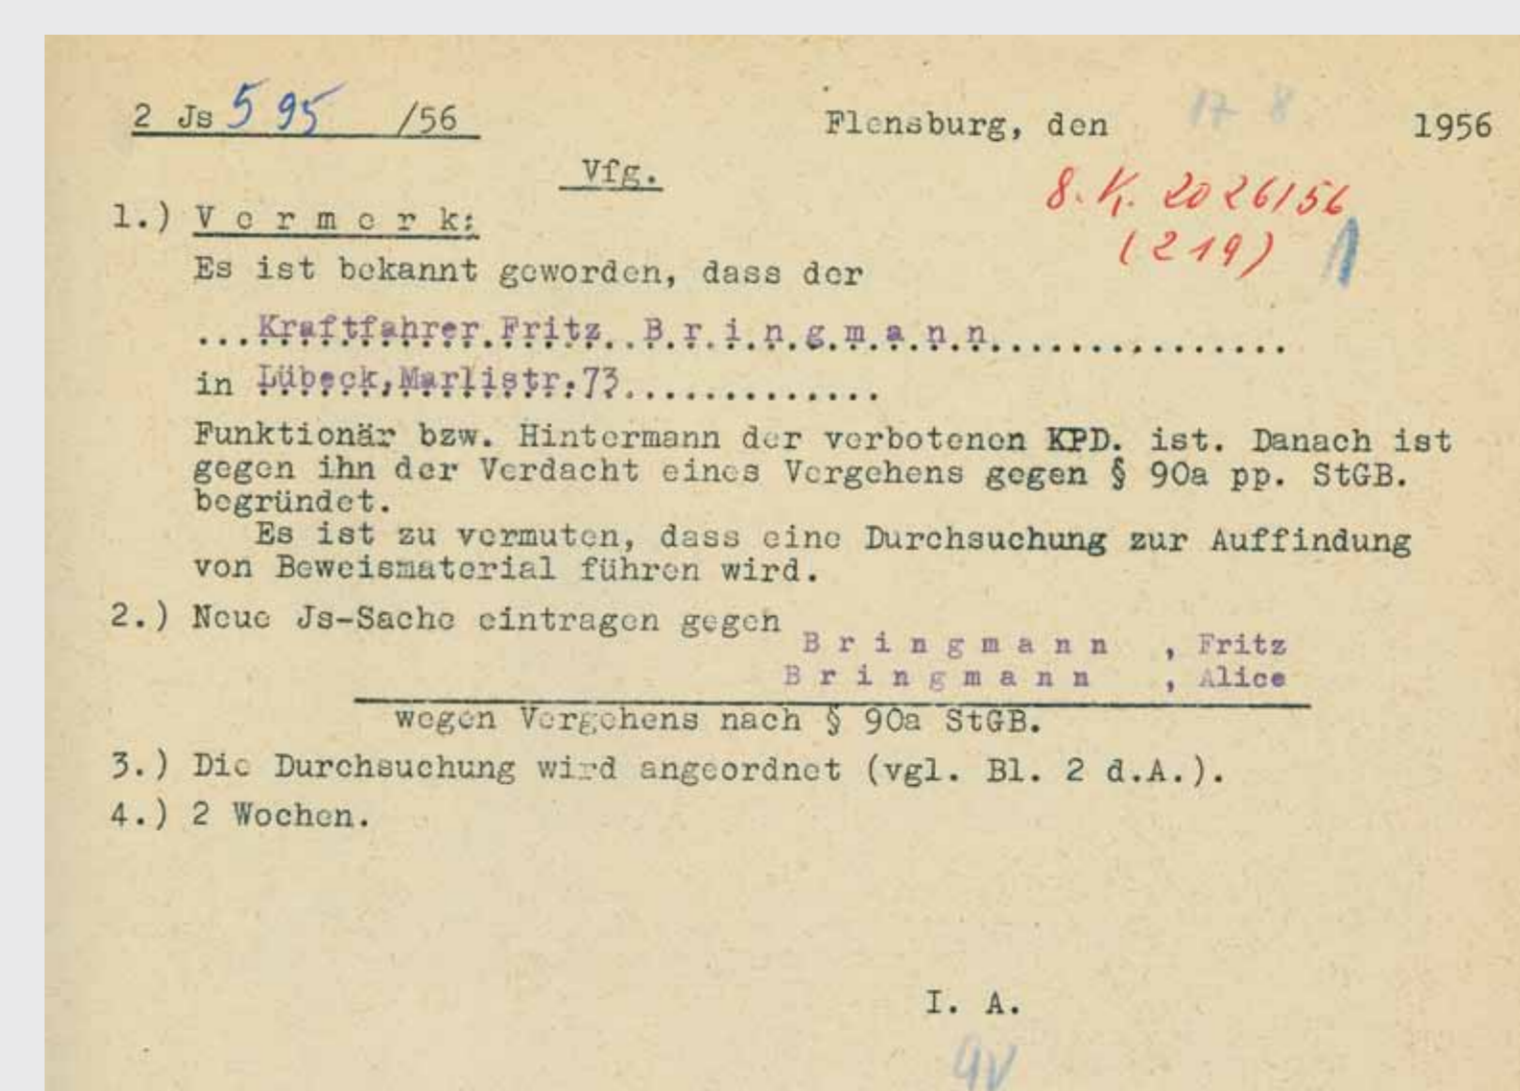 2 Js 595 /56
Flensburg, den 17 8 1956
Vfg.
8. K. 2026/56
(219) 1
1.) V e r m e r k:
Es ist bekannt geworden, dass der
...Kraftfahrer Fritz B r i n g m a n n...............
in Lübeck,Marlistr.73.............
Funktionär bzw. Hintermann der verbotenen KPD. ist. Danach ist
gegen ihn der Verdacht eines Vergehens gegen § 90a pp. StGB.
begründet.
Es ist zu vermuten, dass eine Durchsuchung zur Auffindung
von Beweismaterial führen wird.
2.) Neue Js-Sache eintragen gegen
B r i n g m a n n , Fritz
B r i n g m a n n , Alice
wegen Vergehens nach § 90a StGB.
3.) Die Durchsuchung wird angeordnet (vgl. Bl. 2 d.A.).
4.) 2 Wochen.
I. A.